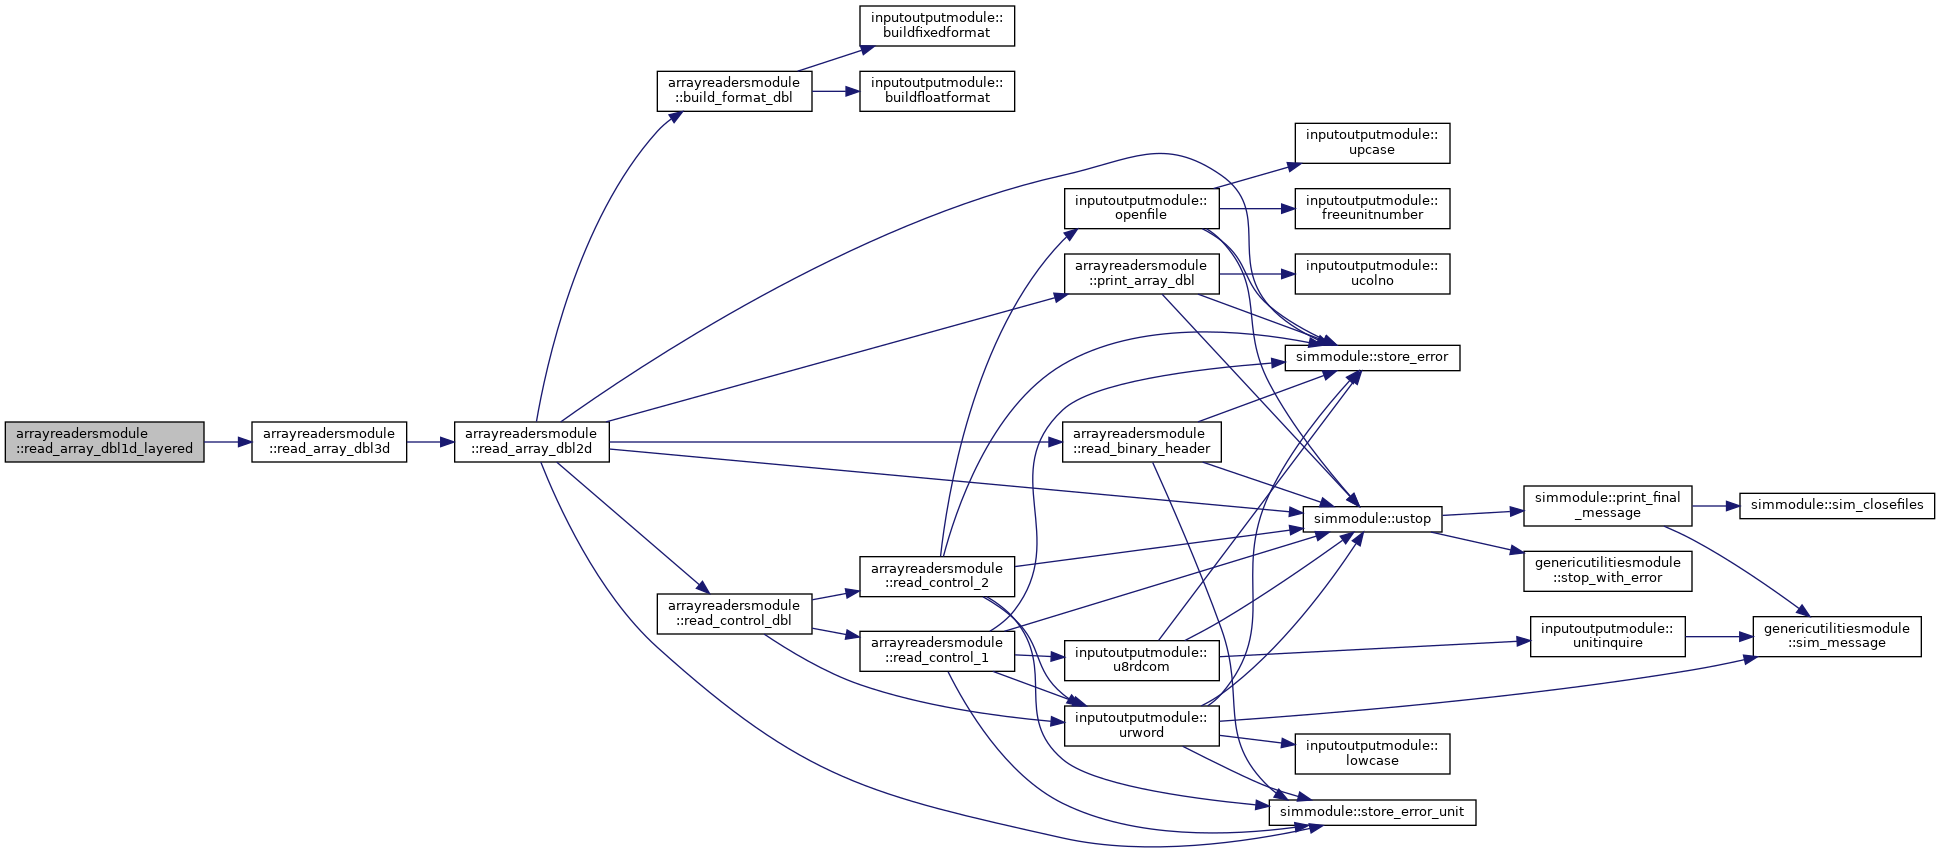 inputoutputmodule::
buildfixedformat
arrayreadersmodule
::build_format_dbl
inputoutputmodule::
buildfloatformat
inputoutputmodule::
upcase
inputoutputmodule::
openfile
inputoutputmodule::
freeunitnumber
arrayreadersmodule
::print_array_dbl
inputoutputmodule::
ucolno
simmodule::store_error
arrayreadersmodule
::read_array_dbl1d_layered
arrayreadersmodule
::read_array_dbl3d
arrayreadersmodule
::read_array_dbl2d
arrayreadersmodule
::read_binary_header
simmodule::ustop
simmodule::print_final
_message
simmodule::sim_closefiles
genericutilitiesmodule
::stop_with_error
arrayreadersmodule
::read_control_2
arrayreadersmodule
::read_control_dbl
arrayreadersmodule
::read_control_1
inputoutputmodule::
u8rdcom
inputoutputmodule::
unitinquire
genericutilitiesmodule
::sim_message
inputoutputmodule::
urword
inputoutputmodule::
lowcase
simmodule::store_error_unit